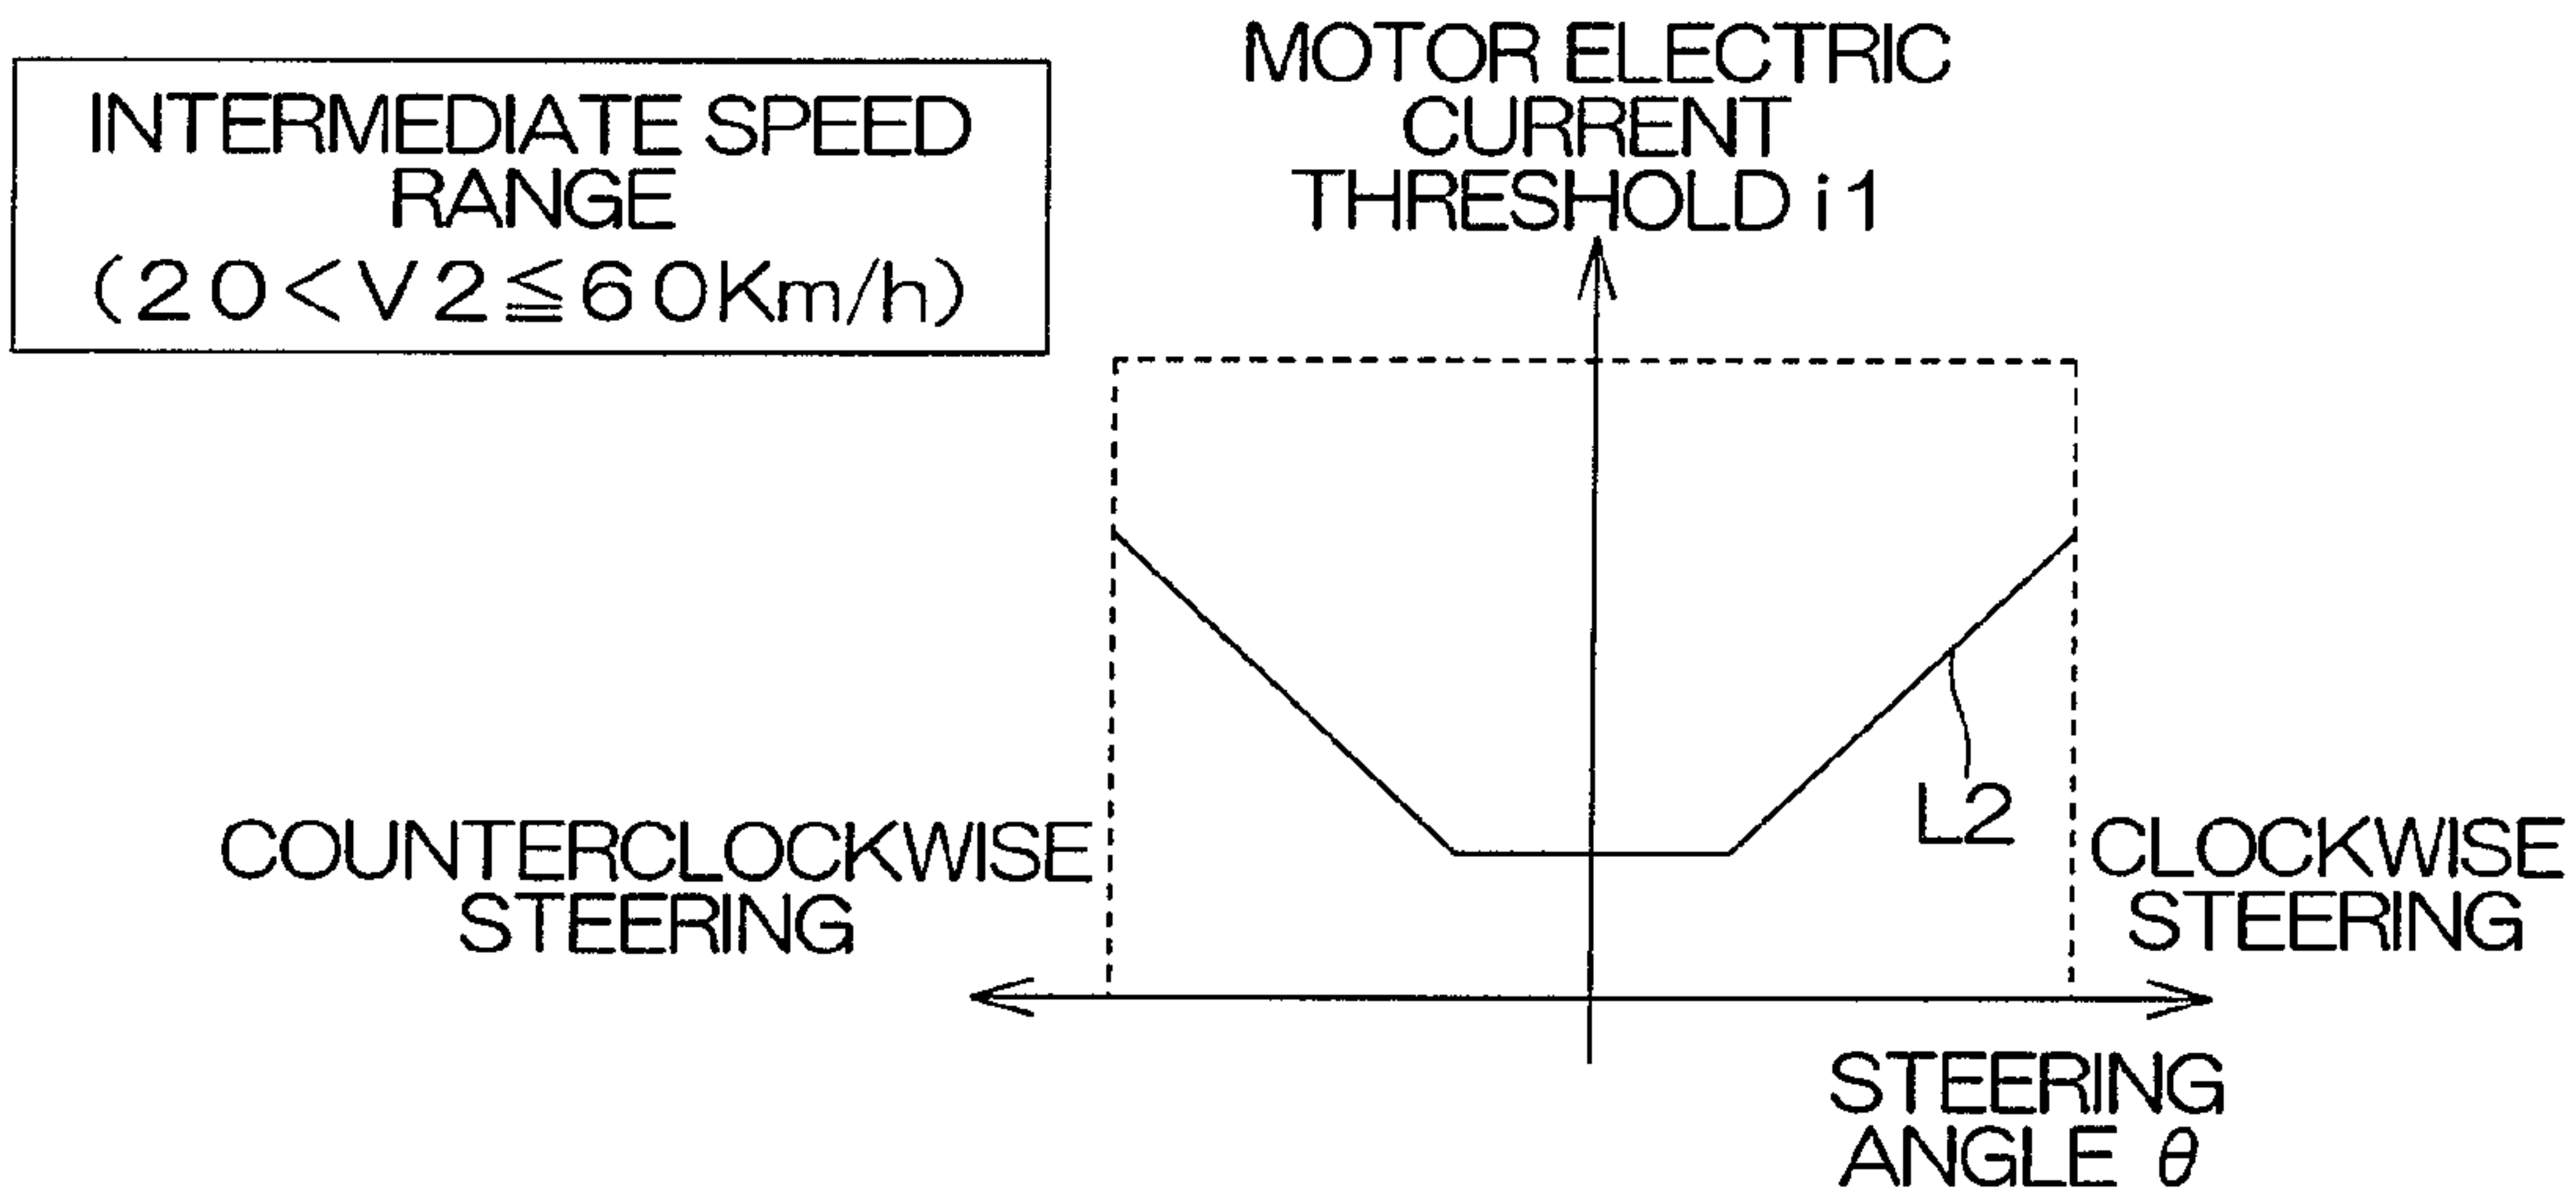 INTERMEDIATE SPEED
RANGE
(20<V2≦60Km/h)
MOTOR ELECTRIC
CURRENT
THRESHOLD i1
L2
COUNTERCLOCKWISE
STEERING
CLOCKWISE
STEERING
STEERING
ANGLE θ